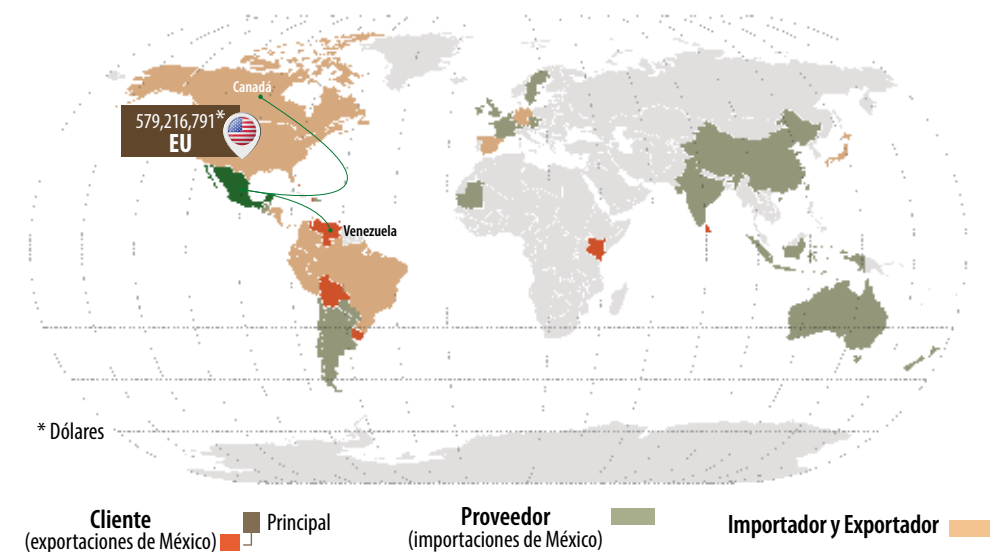 Canadá
579,216,791*
EU
Venezuela
* Dólares
Cliente
(exportaciones de México)
Principal
Proveedor
(importaciones de México)
Importador y Exportador